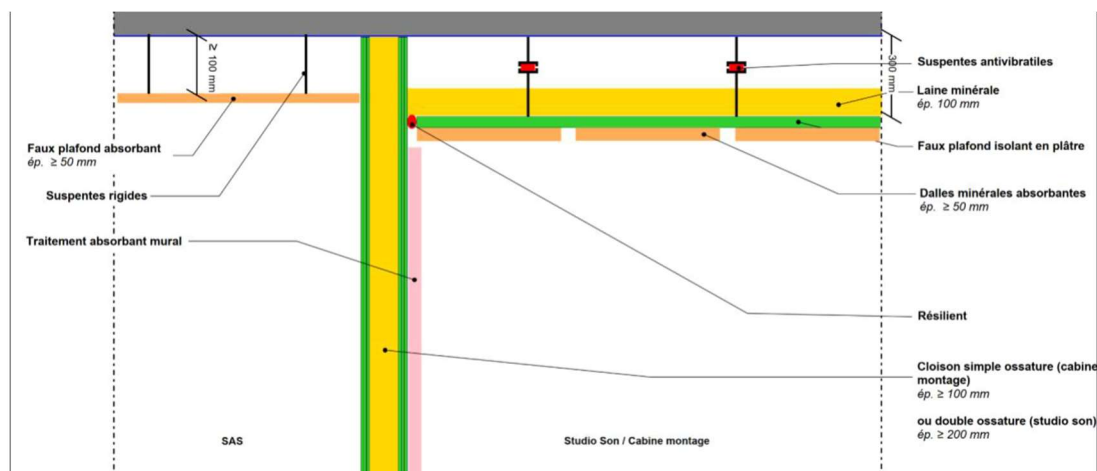 ≥ 100 mm
300 mm
Faux plafond absorbant
ép. ≥ 50 mm
Suspentes rigides
Traitement absorbant mural
SAS
Studio Son / Cabine montage
Suspentes antivibratiles
Laine minérale
ép. 100 mm
Faux plafond isolant en plâtre
Dalles minérales absorbantes
ép. ≥ 50 mm
Résilient
Cloison simple ossature (cabine
montage)
ép. ≥ 100 mm
ou double ossature (studio son)
ép. ≥ 200 mm